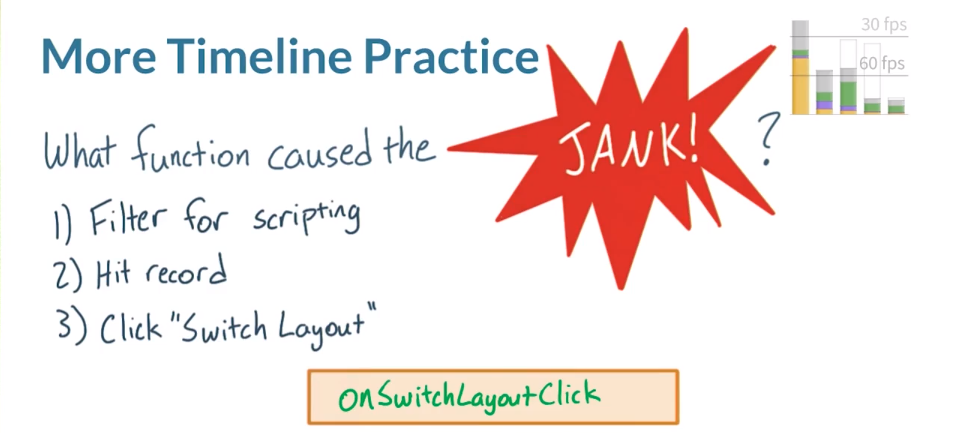 More Timeline Practice
30 fps
60 fps
What function caused the JANK! ?
1) Filter for scripting
2) Hit record
3) Click "Switch Layout"
onSwitchLayoutClick